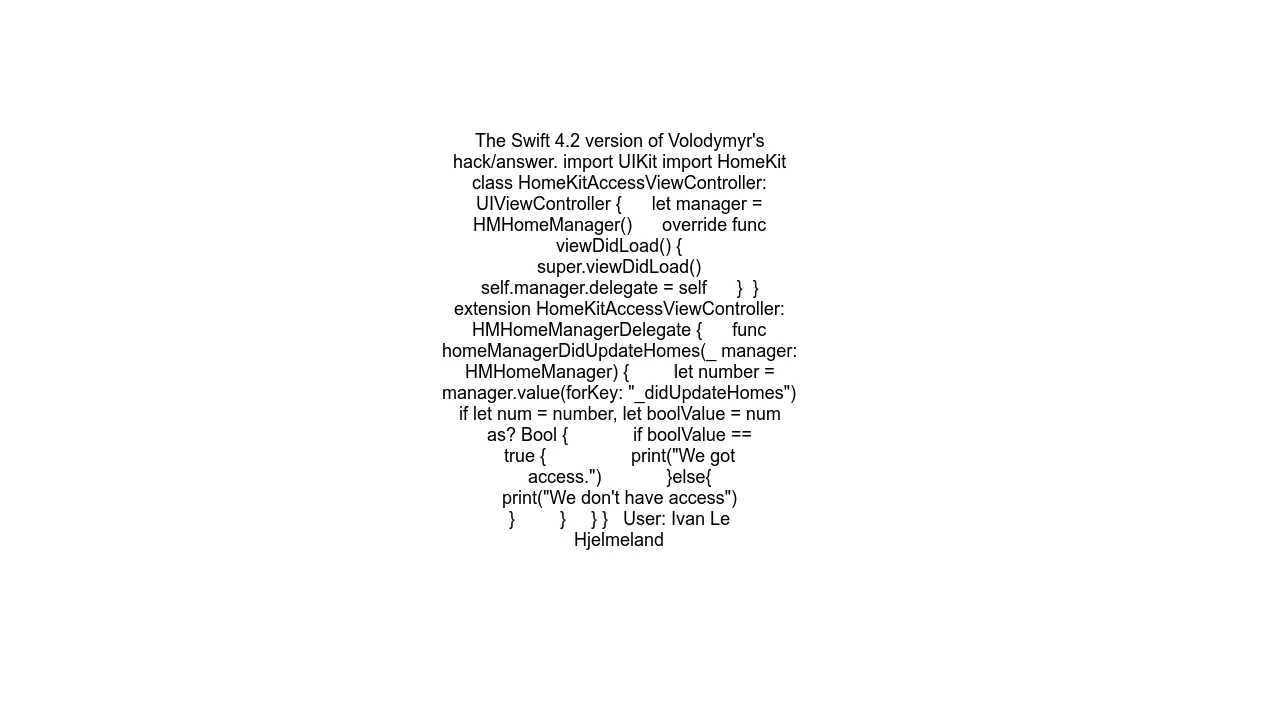 The Swift 4.2 version of Volodymyr's
hack/answer. import UIKit import HomeKit
class HomeKitAccessViewController:
UIViewController {      let manager =
HMHomeManager()      override func
viewDidLoad() {
super.viewDidLoad()
self.manager.delegate = self      }  }
extension HomeKitAccessViewController:
HMHomeManagerDelegate {      func
homeManagerDidUpdateHomes(_ manager:
HMHomeManager) {         let number =
manager.value(forKey: "_didUpdateHomes")
if let num = number, let boolValue = num
as? Bool {             if boolValue ==
true {                 print("We got
access.")             }else{
print("We don't have access")
}         }     } }   User: Ivan Le
Hjelmeland